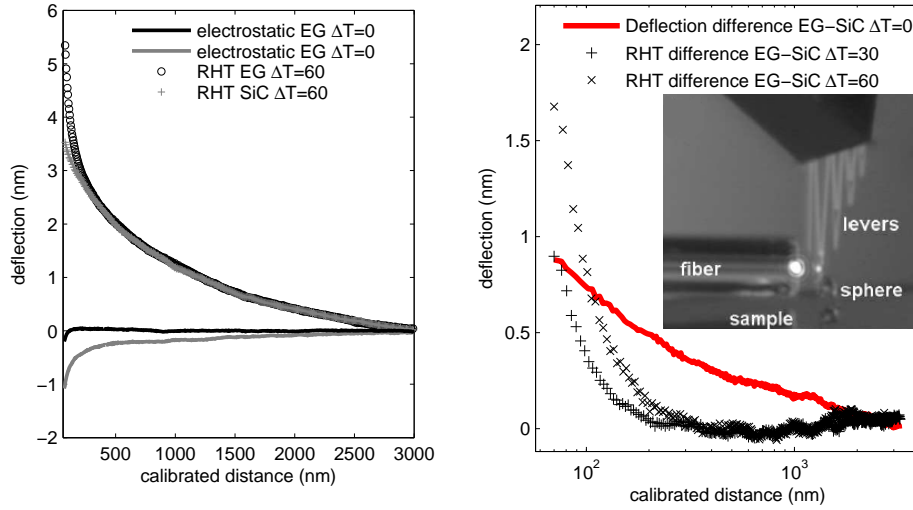 electrostatic EG ΔT=0
electrostatic EG ΔT=0
RHT EG ΔT=60
RHT SiC ΔT=60
deflection (nm)
6
5
4
3
2
1
0
−1
−2
500
1000
1500
2000
2500
3000
calibrated distance (nm)
Deflection difference EG−SiC ΔT=0
RHT difference EG−SiC ΔT=30
RHT difference EG−SiC ΔT=60
deflection (nm)
2
1.5
1
0.5
0
levers
fiber
sphere
sample
10²
10³
calibrated distance (nm)